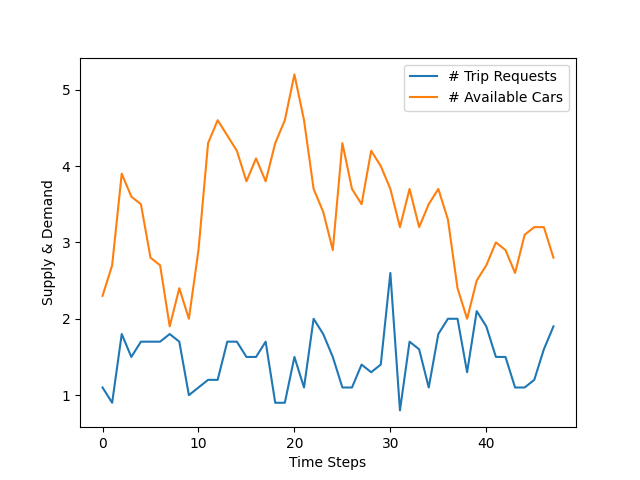 # Trip Requests
# Available Cars
5
4
3
2
1
Supply & Demand
0 10 20 30 40
Time Steps